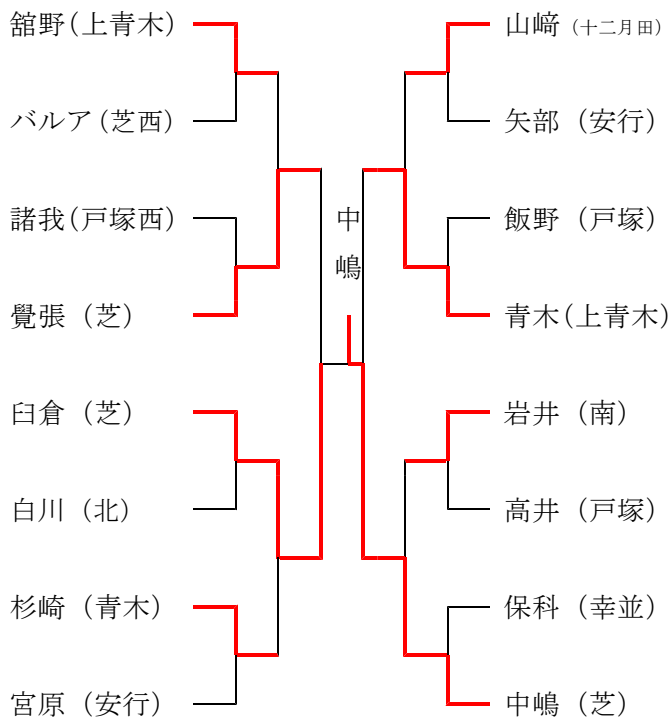 舘野(上青木)
バルア(芝西)
諸我(戸塚西)
覺張 (芝)
臼倉 (芝)
白川 (北)
杉崎 (青木)
宮原 (安行)
中嶋
山﨑 (十二月田)
矢部 (安行)
飯野 (戸塚)
青木(上青木)
岩井 (南)
高井 (戸塚)
保科 (幸並)
中嶋 (芝)